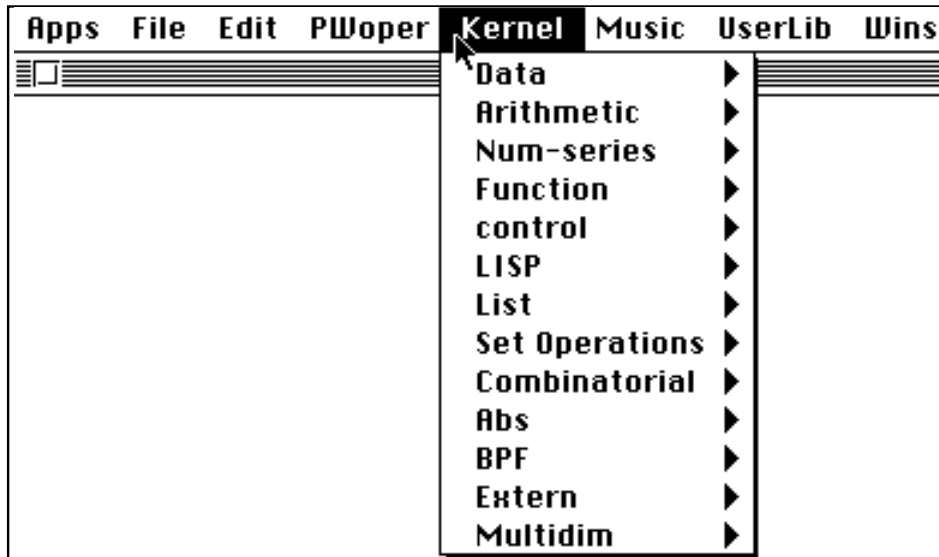 Apps File Edit PWoper Kernel Music UserLib Wins
Data
Arithmetic
Num-series
Function
control
LISP
List
Set Operations
Combinatorial
Abs
BPF
Extern
Multidim